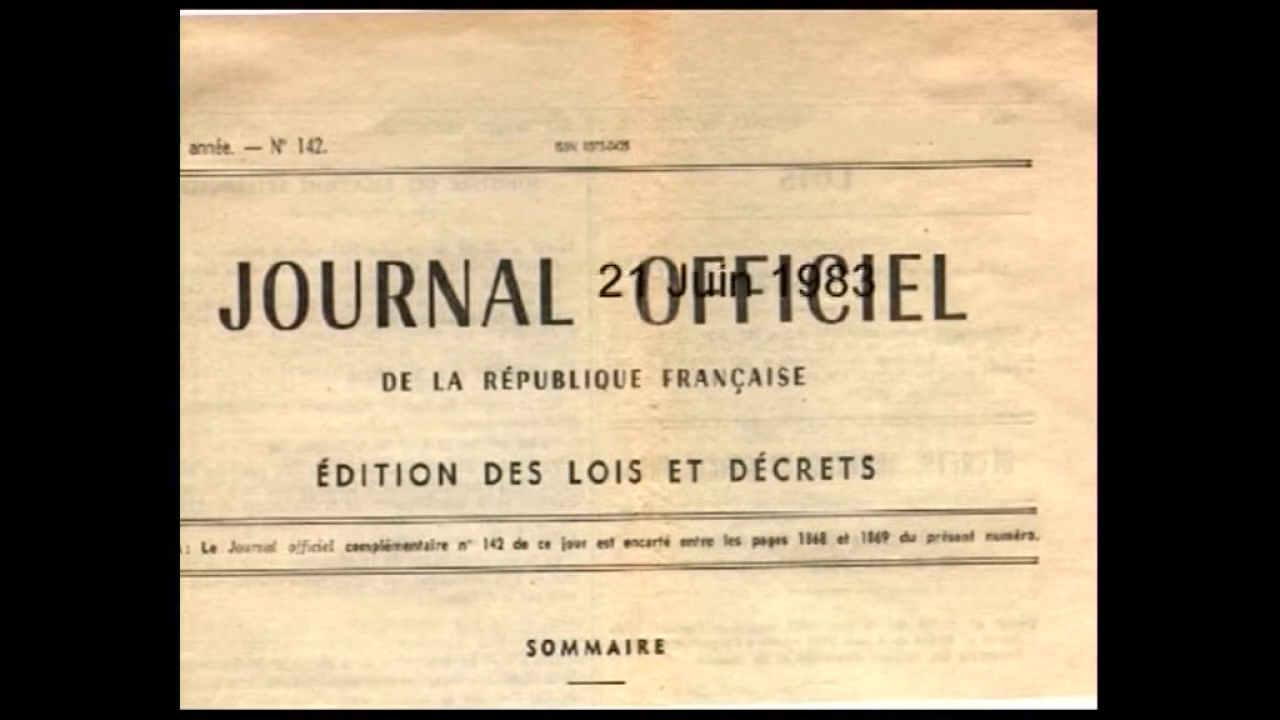 année. — N° 142.
JOURNAL OFFICIEL
21 Juin 1983
DE LA RÉPUBLIQUE FRANÇAISE
ÉDITION DES LOIS ET DÉCRETS
: Le Journal officiel complémentaire n° 142 de ce jour est encarté entre les pages 1868 et 1869 du présent numéro.
SOMMAIRE